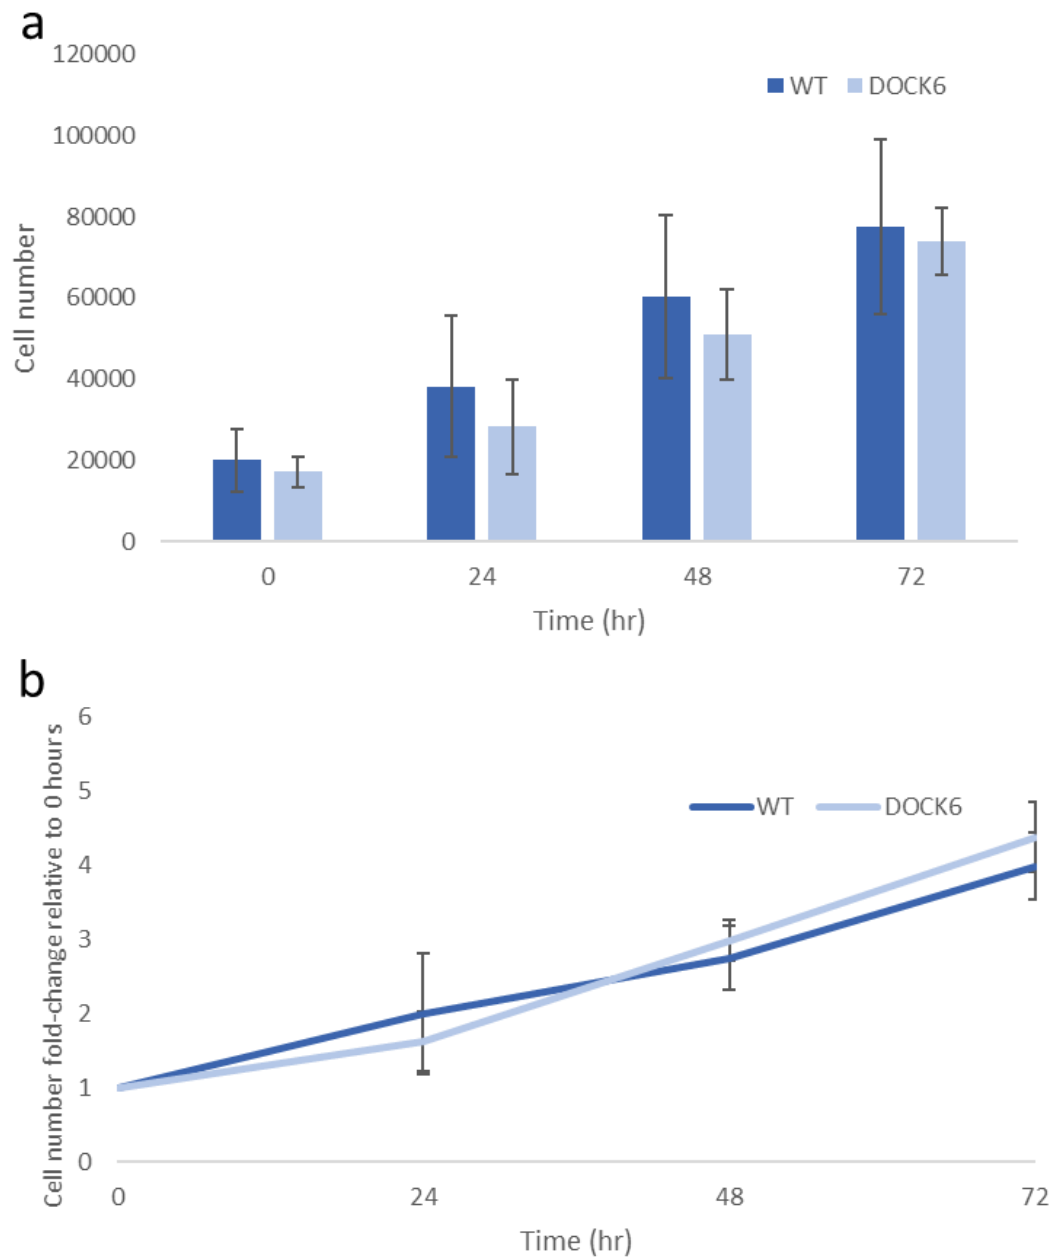 a
120000
WT DOCK6
100000
80000
60000
40000
20000
0
Cell number
0 24 48 72
Time (hr)
b
6
5
WT DOCK6
4
3
2
1
0
Cell number fold-change relative to 0 hours
0 24 48 72
Time (hr)